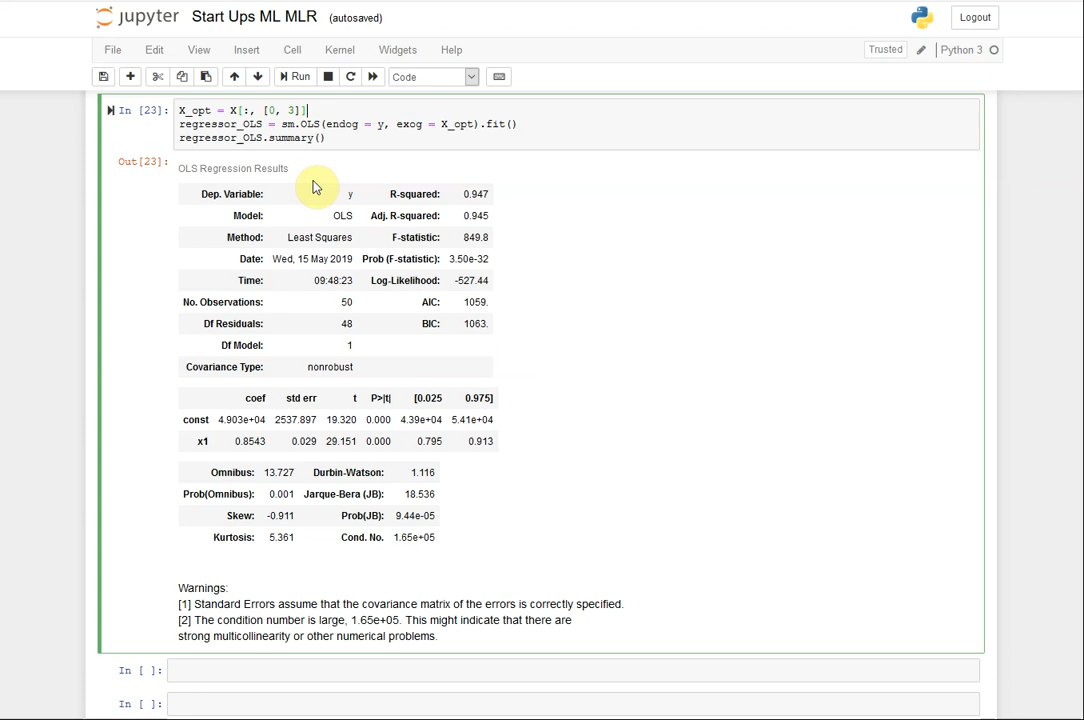 jupyter Start Ups ML MLR (autosaved) Logout
File Edit View Insert Cell Kernel Widgets Help Trusted Python 3
Run Code
In [23]: X_opt = X[:, [0, 3]]
regressor_OLS = sm.OLS(endog = y, exog = X_opt).fit()
regressor_OLS.summary()
Out[23]: OLS Regression Results
Dep. Variable: y R-squared: 0.947
Model: OLS Adj. R-squared: 0.945
Method: Least Squares F-statistic: 849.8
Date: Wed, 15 May 2019 Prob (F-statistic): 3.50e-32
Time: 09:48:23 Log-Likelihood: -527.44
No. Observations: 50 AIC: 1059.
Df Residuals: 48 BIC: 1063.
Df Model: 1
Covariance Type: nonrobust
coef std err t P>|t| [0.025 0.975]
const 4.903e+04 2537.897 19.320 0.000 4.39e+04 5.41e+04
x1 0.8543 0.029 29.151 0.000 0.795 0.913
Omnibus: 13.727 Durbin-Watson: 1.116
Prob(Omnibus): 0.001 Jarque-Bera (JB): 18.536
Skew: -0.911 Prob(JB): 9.44e-05
Kurtosis: 5.361 Cond. No. 1.65e+05
Warnings:
[1] Standard Errors assume that the covariance matrix of the errors is correctly specified.
[2] The condition number is large, 1.65e+05. This might indicate that there are
strong multicollinearity or other numerical problems.
In [ ]:
In [ ]: